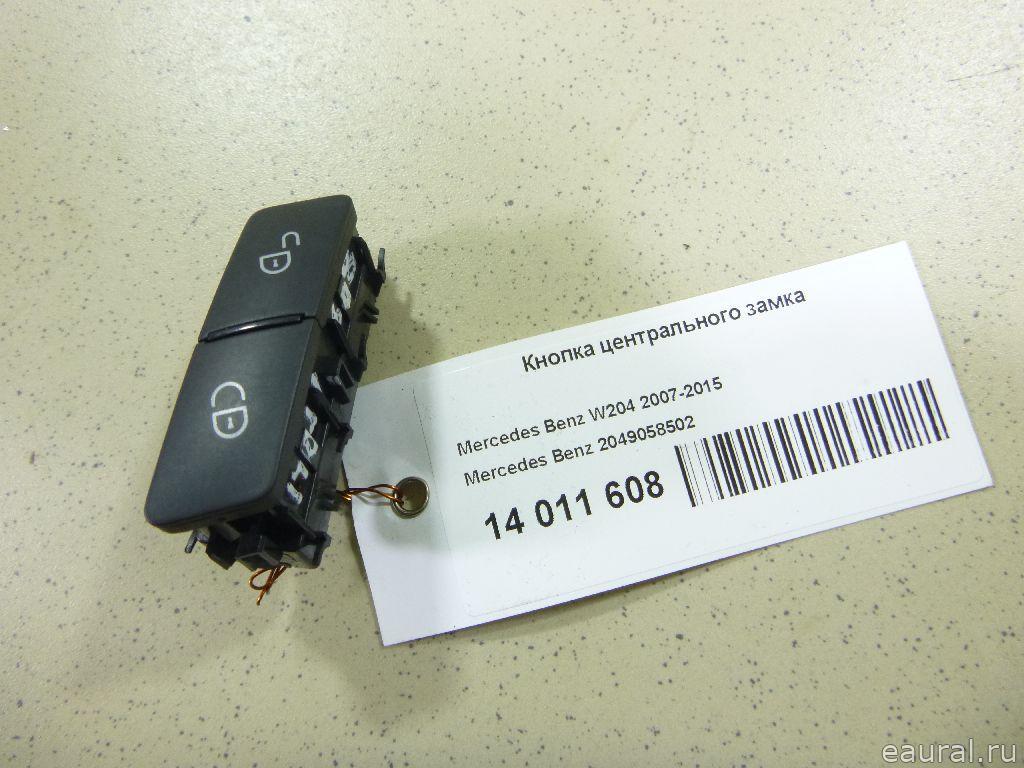 Кнопка центрального замка
Mercedes Benz W204 2007-2015
Mercedes Benz 2049058502
14 011 608
eaural.ru